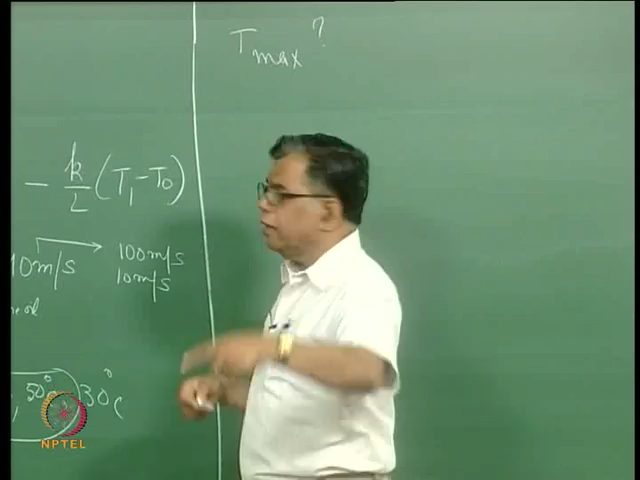 T max ?
- k/L (T₁-T₀)
10m/s → 100m/s
10m/s
50° 30°C
NPTEL